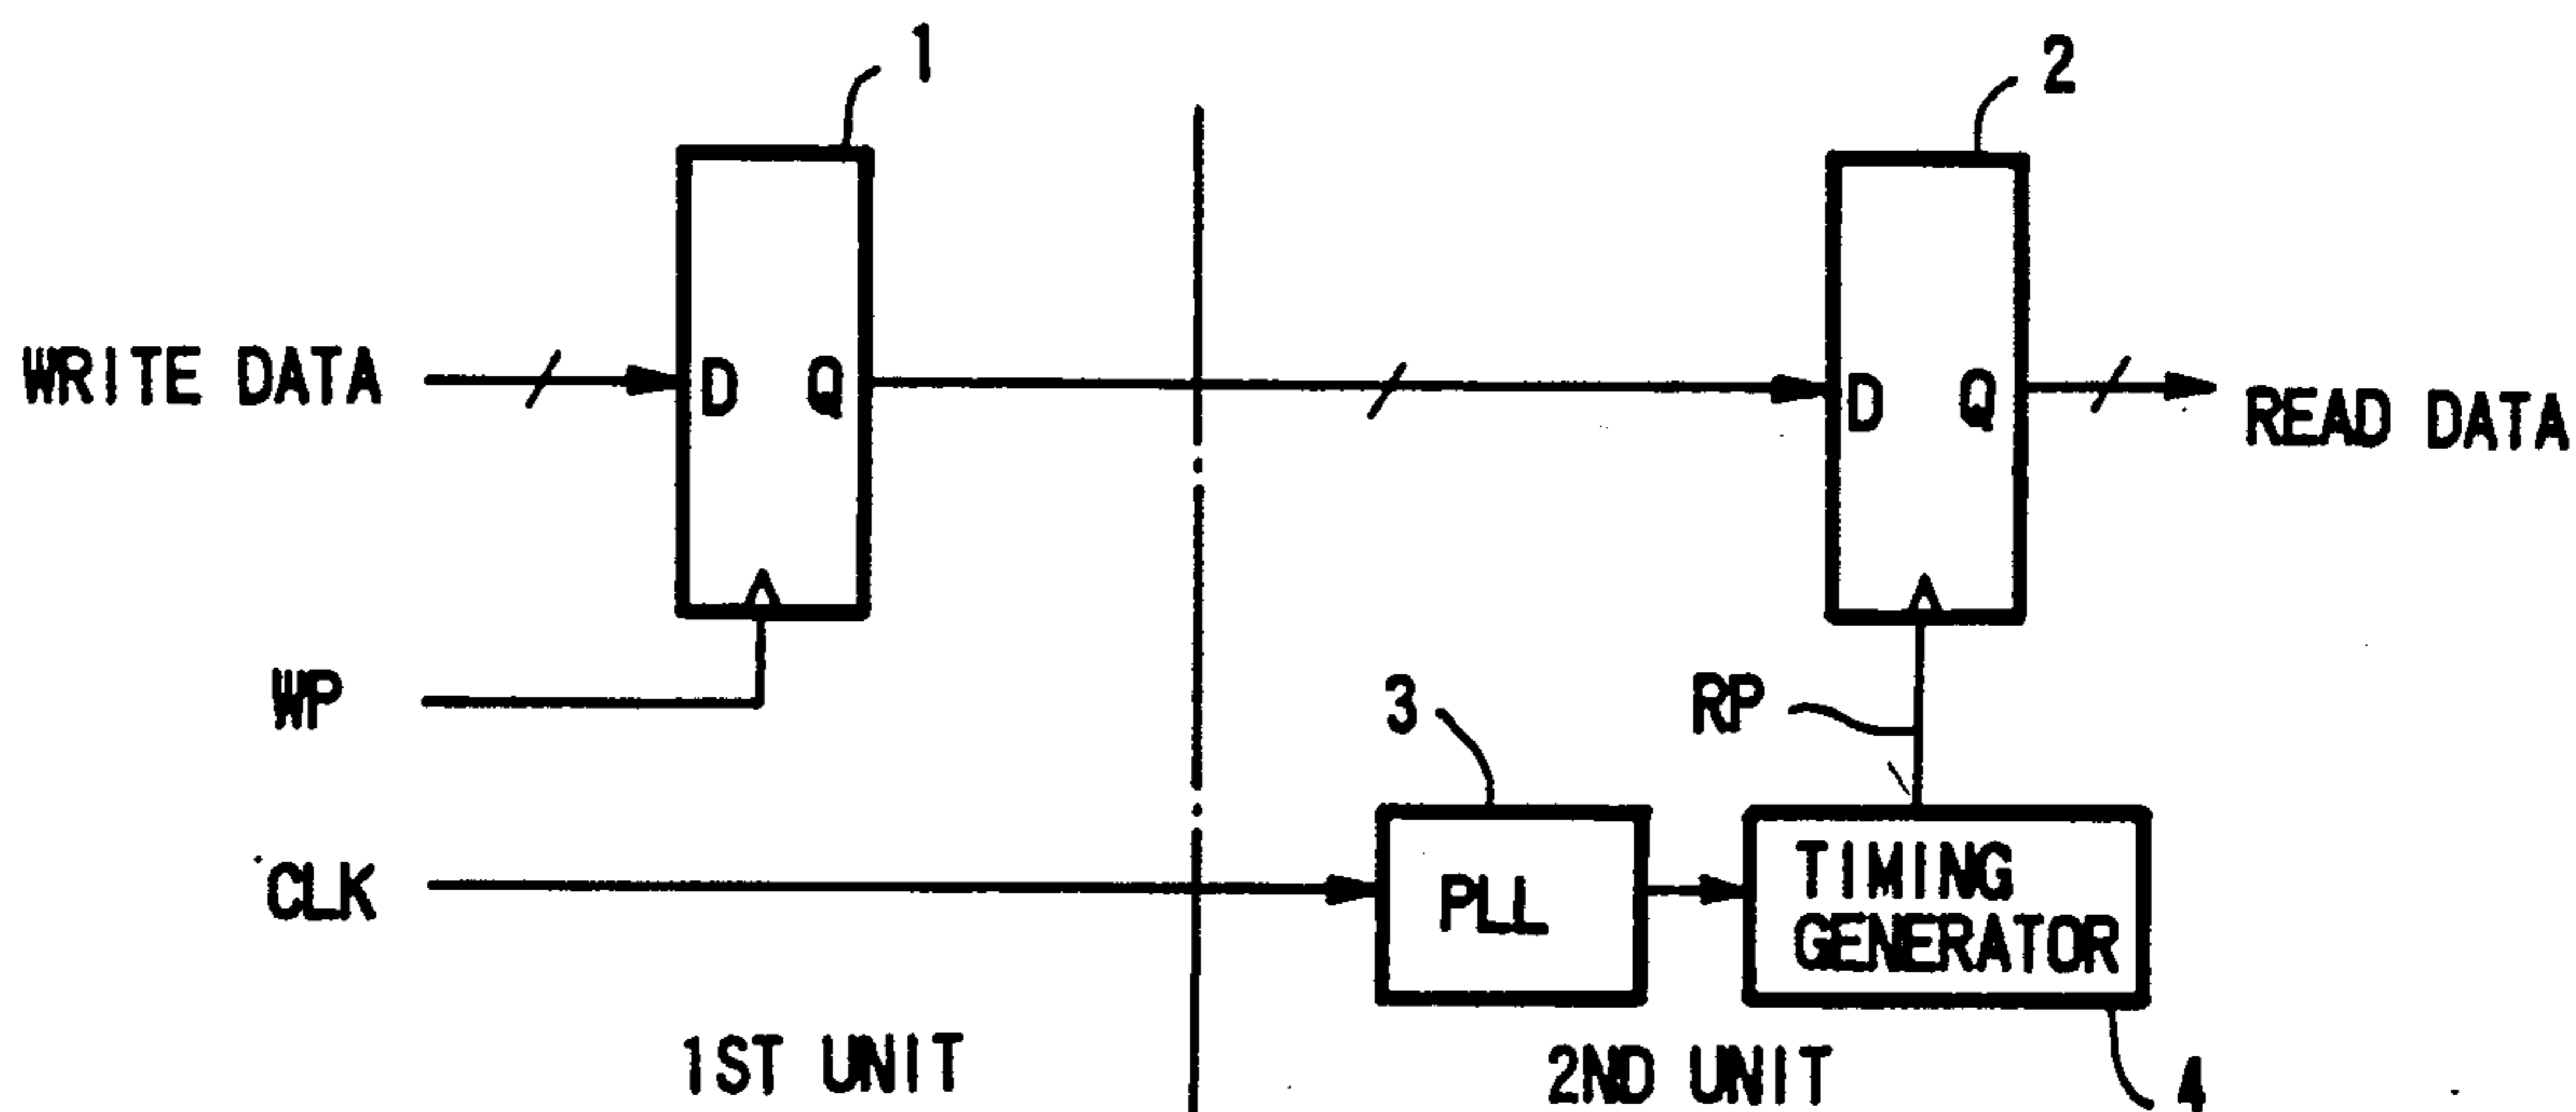 1
2
WRITE DATA
D Q
D Q
READ DATA
WP
3
RP
CLK
PLL
TIMING
GENERATOR
1ST UNIT
2ND UNIT
4